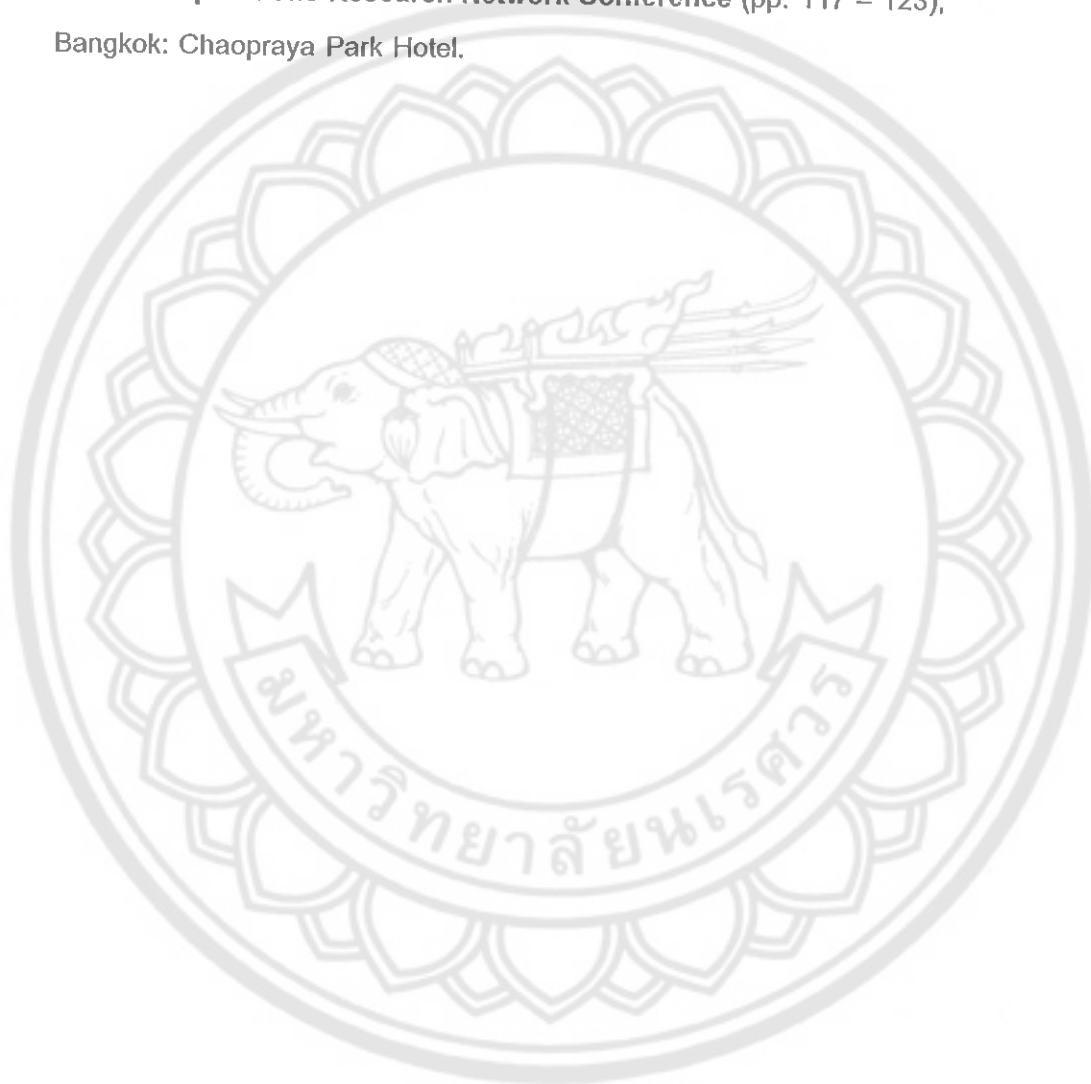 Research Network Conference (pp. 117 – 123),
Bangkok: Chaopraya Park Hotel.
มหาวิทยาลัยนเรศวร